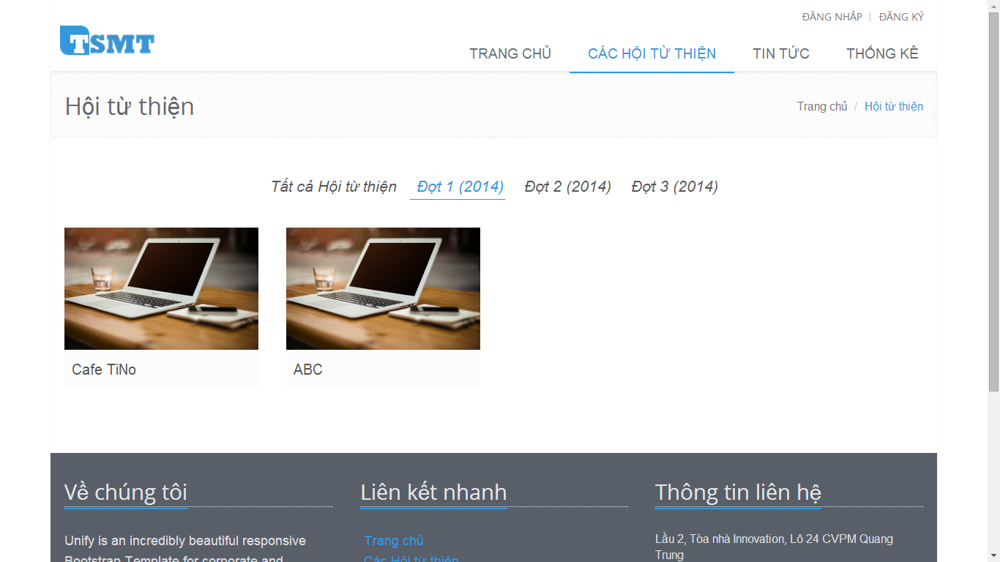 ĐĂNG NHẬP | ĐĂNG KÝ
TSMT
TRANG CHỦ CÁC HỘI TỪ THIỆN TIN TỨC THỐNG KÊ
Hội từ thiện
Trang chủ / Hội từ thiện
Tất cả Hội từ thiện Đợt 1 (2014) Đợt 2 (2014) Đợt 3 (2014)
Cafe TiNo
ABC
Về chúng tôi
Unify is an incredibly beautiful responsive
Bootstrap Template for corporate and
Liên kết nhanh
Trang chủ
Các Hội từ thiện
Thông tin liên hệ
Lầu 2, Tòa nhà Innovation, Lô 24 CVPM Quang
Trung